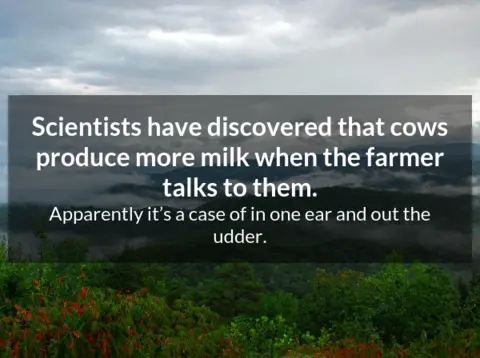 Scientists have discovered that cows
produce more milk when the farmer
talks to them.
Apparently it’s a case of in one ear and out the
udder.